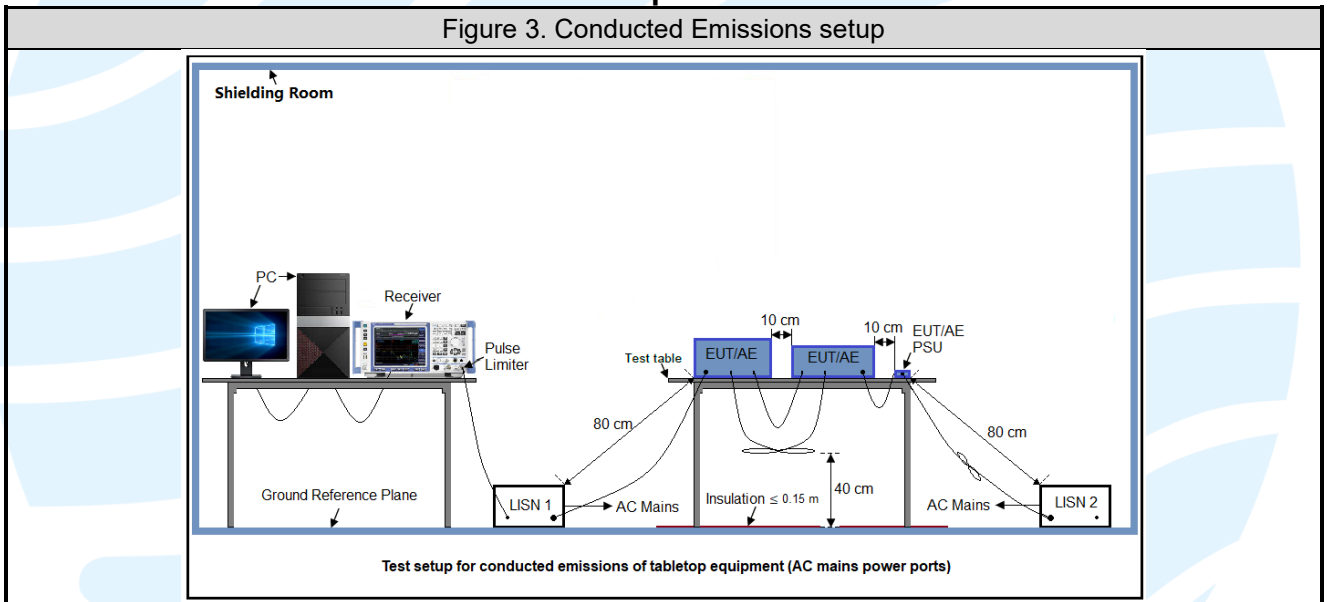 Figure 3. Conducted Emissions setup
Shielding Room
PC
Receiver
Pulse
Limiter
10 cm
10 cm
EUT/AE
PSU
Test table
EUT/AE
EUT/AE
80 cm
80 cm
Ground Reference Plane
LISN 1
AC Mains
Insulation ≤ 0.15 m
40 cm
AC Mains
LISN 2
Test setup for conducted emissions of tabletop equipment (AC mains power ports)